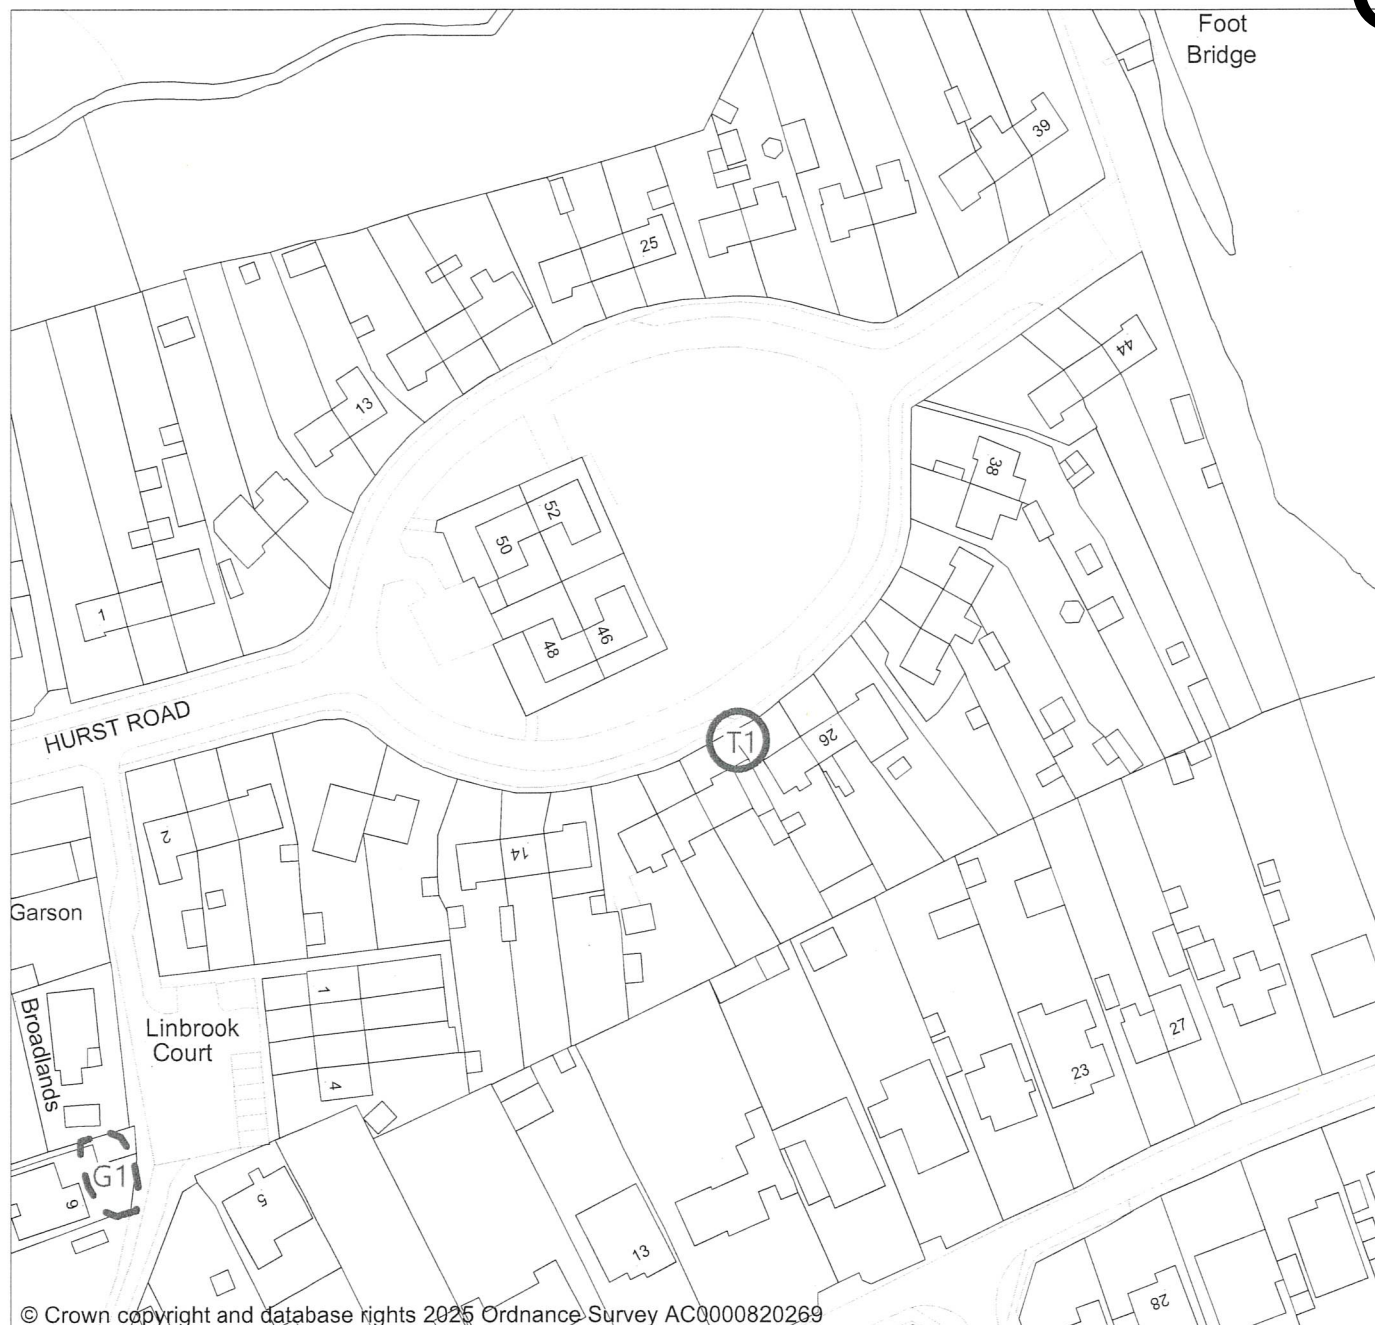 Foot
Bridge
39
25
44
13
38
52
50
1
48
46
HURST ROAD
T1
26
2
14
Garson
Broadlands
1
Linbrook
Court
27
4
23
G1
9
5
13
28
© Crown copyright and database rights 2025 Ordnance Survey AC0000820269